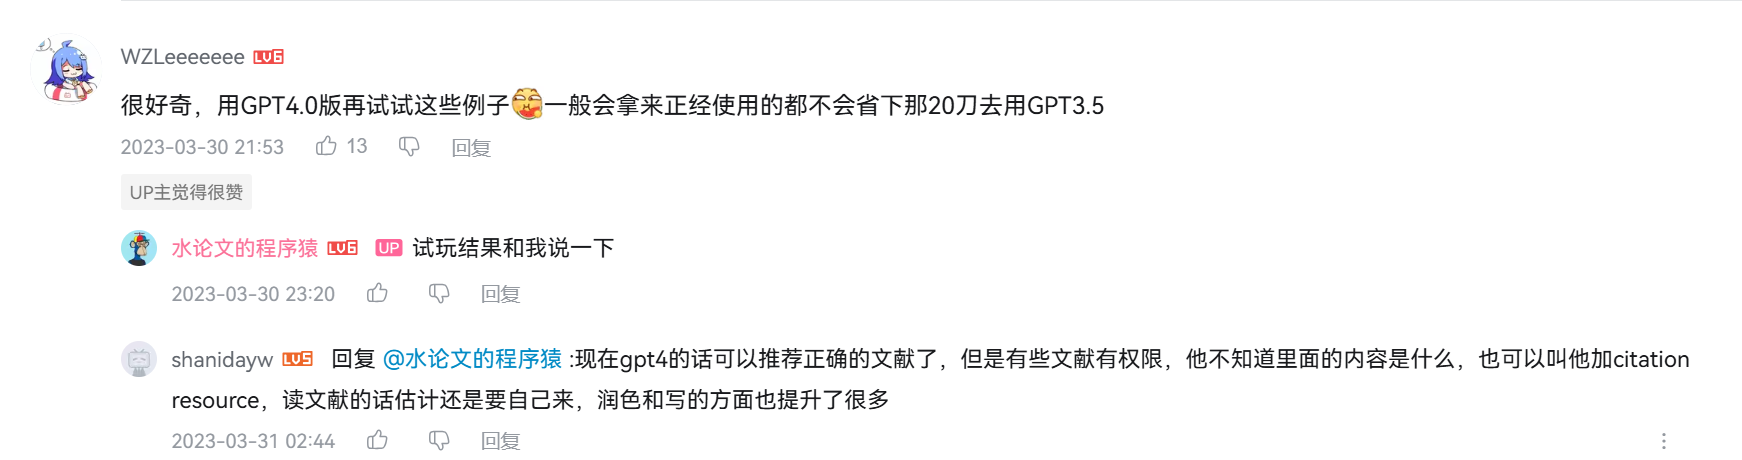 WZLeeeeeee LV6
很好奇，用GPT4.0版再试试这些例子一般会拿来正经使用的都不会省下那20刀去用GPT3.5
2023-03-30 21:53 13 回复
UP主觉得很赞
水论文的程序猿 LV6 UP 试玩结果和我说一下
2023-03-30 23:20 回复
shanidayw LV5 回复 @水论文的程序猿 :现在gpt4的话可以推荐正确的文献了，但是有些文献有权限，他不知道里面的内容是什么，也可以叫他加citation
resource，读文献的话估计还是要自己来，润色和写的方面也提升了很多
2023-03-31 02:44 回复